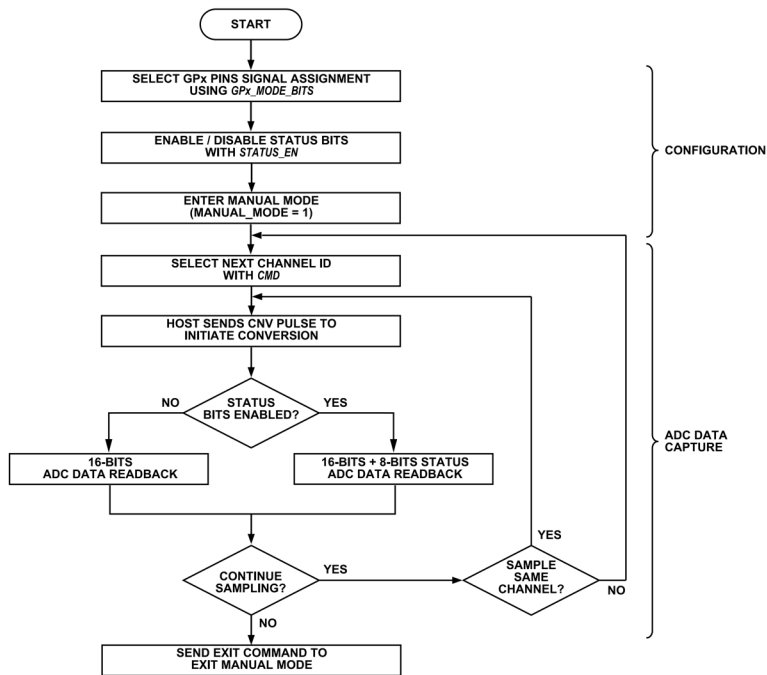 START
SELECT GPx PINS SIGNAL ASSIGNMENT
USING GPx_MODE_BITS
ENABLE / DISABLE STATUS BITS
WITH STATUS_EN
CONFIGURATION
ENTER MANUAL MODE
(MANUAL_MODE = 1)
SELECT NEXT CHANNEL ID
WITH CMD
HOST SENDS CNV PULSE TO
INITIATE CONVERSION
NO
STATUS
BITS ENABLED?
YES
ADC DATA
CAPTURE
16-BITS
ADC DATA READBACK
16-BITS + 8-BITS STATUS
ADC DATA READBACK
YES
CONTINUE
SAMPLING?
YES
SAMPLE
SAME
CHANNEL?
NO
NO
SEND EXIT COMMAND TO
EXIT MANUAL MODE